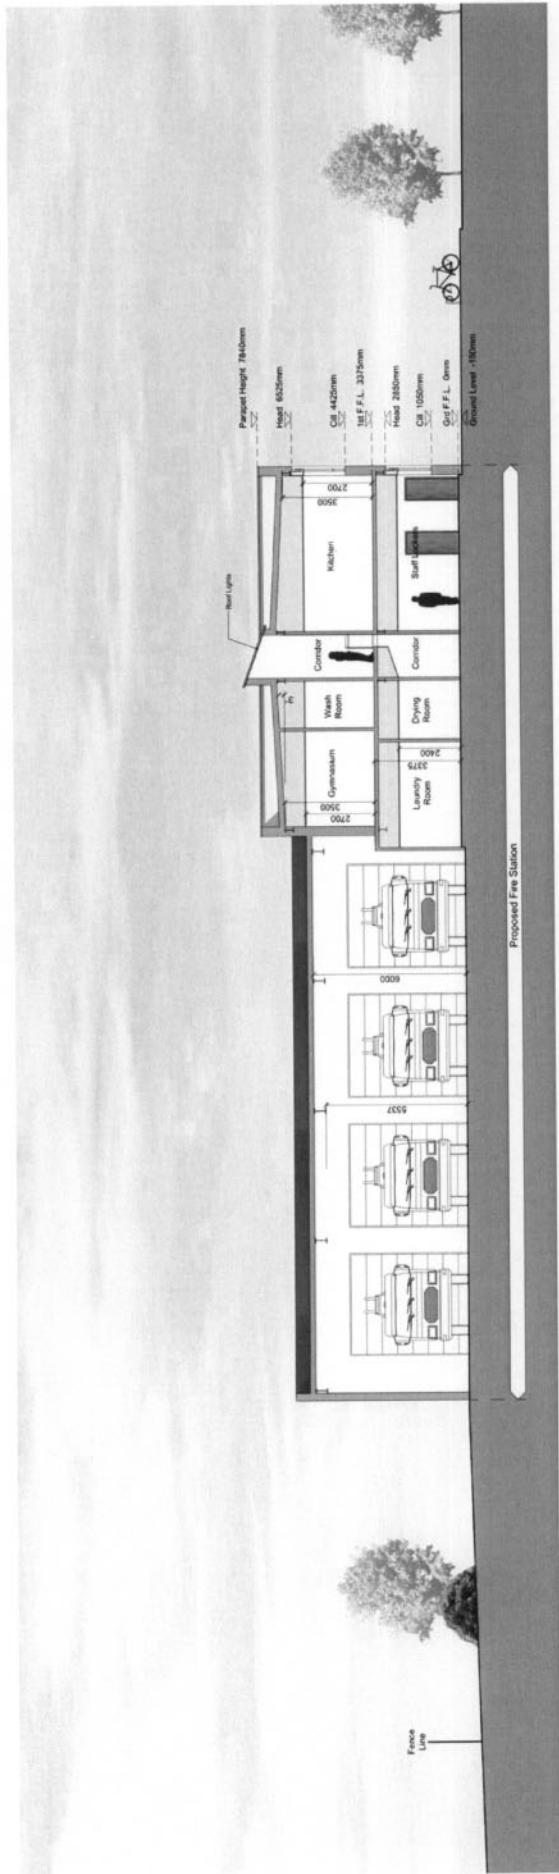 Fence
Line
Proposed Fire Station
5537
6000
Roof Lights
3°
Gymnasium
Wash
Room
Corridor
Kitchen
2700
3500
3500
2700
Laundry
Room
Drying
Room
Corridor
Staff Lockers
3375
2400
Parapet Height 7840mm
Head 6525mm
Cill 4425mm
1st F.F.L. 3375mm
Head 2850mm
Cill 1050mm
Grd F.F.L. 0mm
Ground Level -150mm